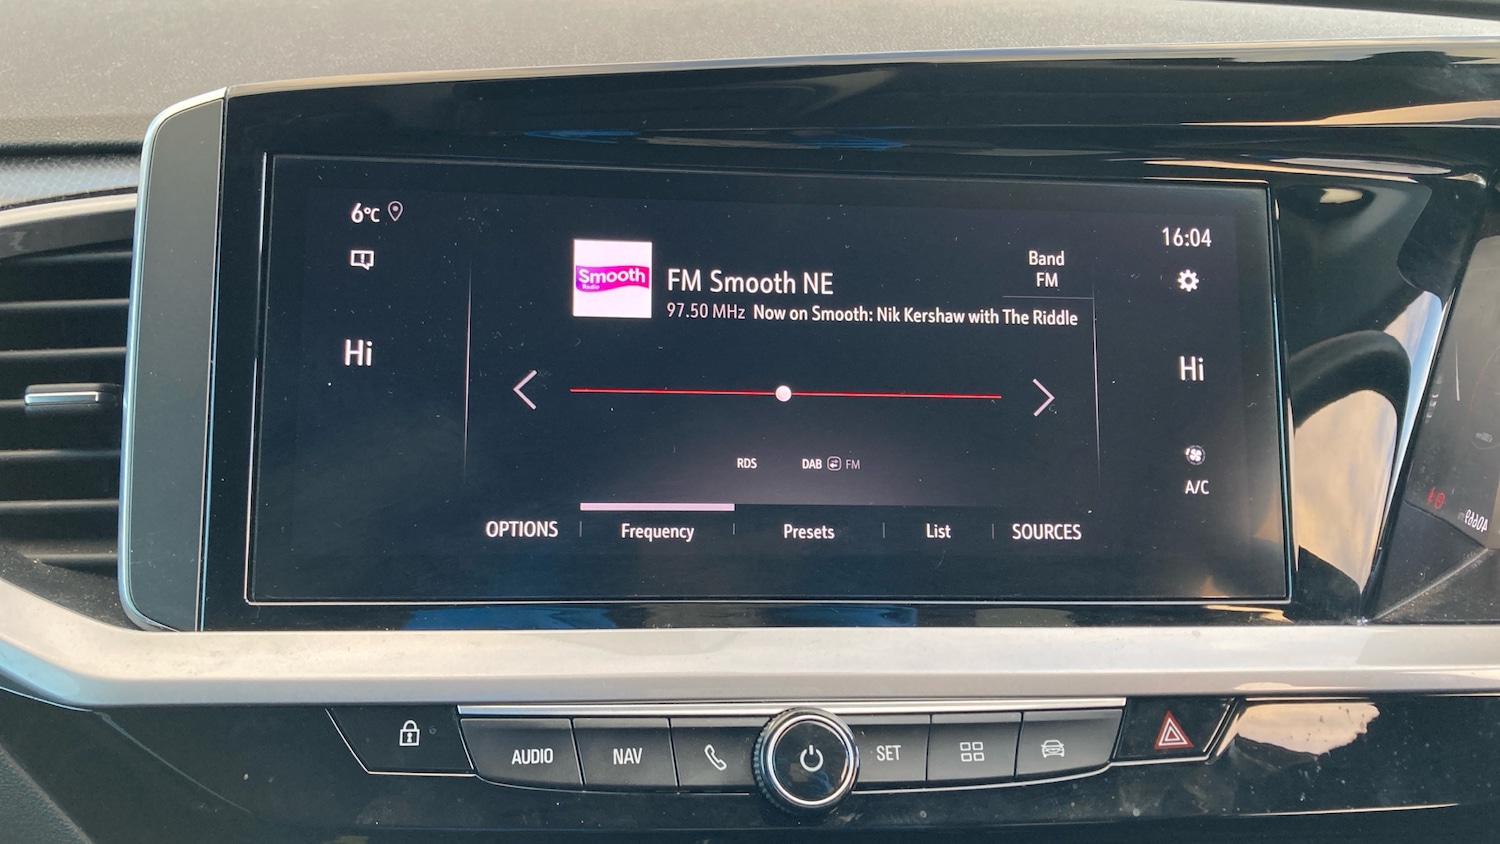 6°C
16:04
Smooth
Radio
FM Smooth NE
Band
FM
97.50 MHz Now on Smooth: Nik Kershaw with The Riddle
Hi
Hi
RDS
DAB FM
A/C
OPTIONS
Frequency
Presets
List
SOURCES
AUDIO
NAV
SET